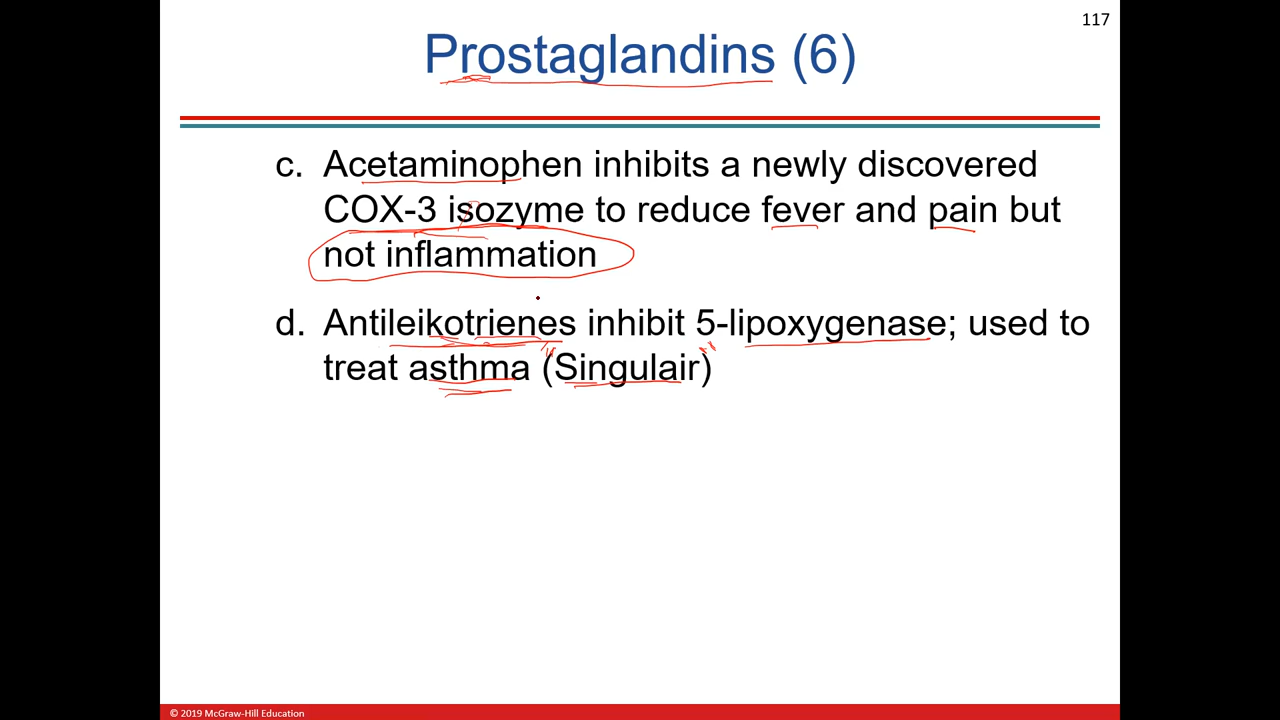 117
Prostaglandins (6)
c. Acetaminophen inhibits a newly discovered
COX-3 isozyme to reduce fever and pain but
not inflammation
d. Antileikotrienes inhibit 5-lipoxygenase; used to
treat asthma (Singulair)
© 2019 McGraw-Hill Education